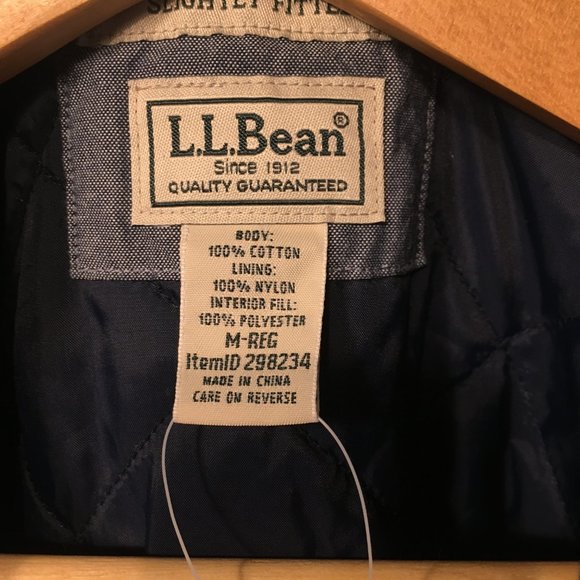 SLIGHTLY FITTE
L.L.Bean®
Since 1912
QUALITY GUARANTEED
BODY:
100% COTTON
LINING:
100% NYLON
INTERIOR FILL:
100% POLYESTER
M-REG
ItemID 298234
MADE IN CHINA
CARE ON REVERSE